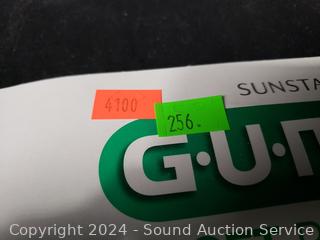 SUNSTA
4100
256.
G·U·M
Copyright 2024 - Sound Auction Service